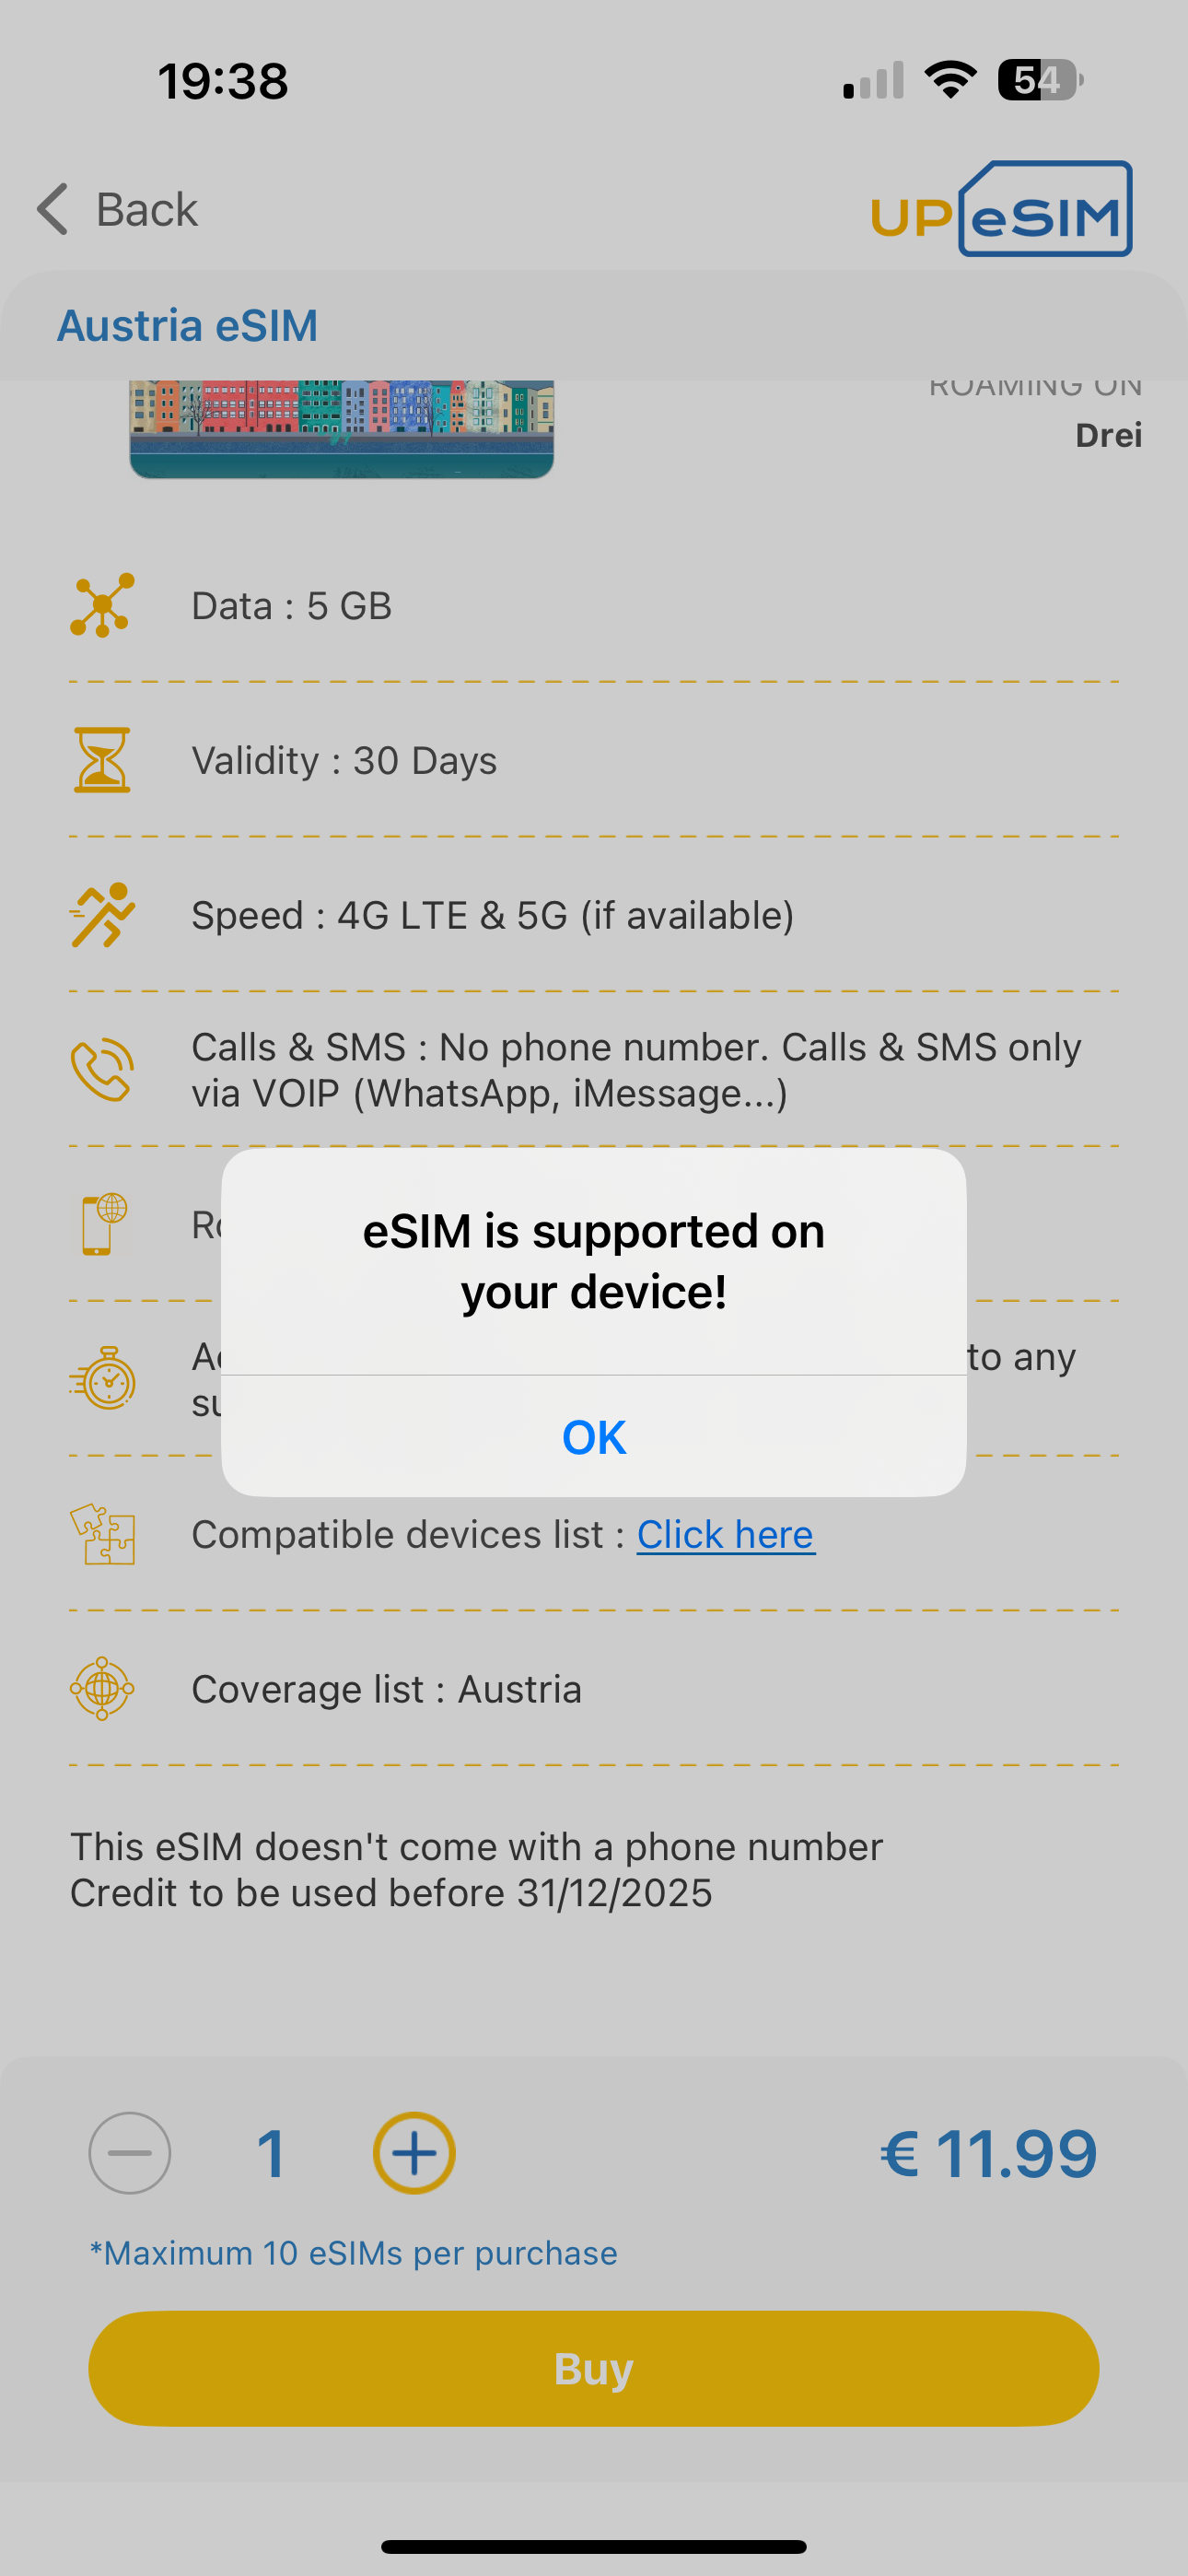 19:38
54
Back
UP eSIM
Austria eSIM
ROAMING ON
Drei
Data : 5 GB
Validity : 30 Days
Speed : 4G LTE & 5G (if available)
Calls & SMS : No phone number. Calls & SMS only
via VOIP (WhatsApp, iMessage...)
eSIM is supported on
your device!
to any
OK
Compatible devices list : Click here
Coverage list : Austria
This eSIM doesn't come with a phone number
Credit to be used before 31/12/2025
1
€ 11.99
*Maximum 10 eSIMs per purchase
Buy